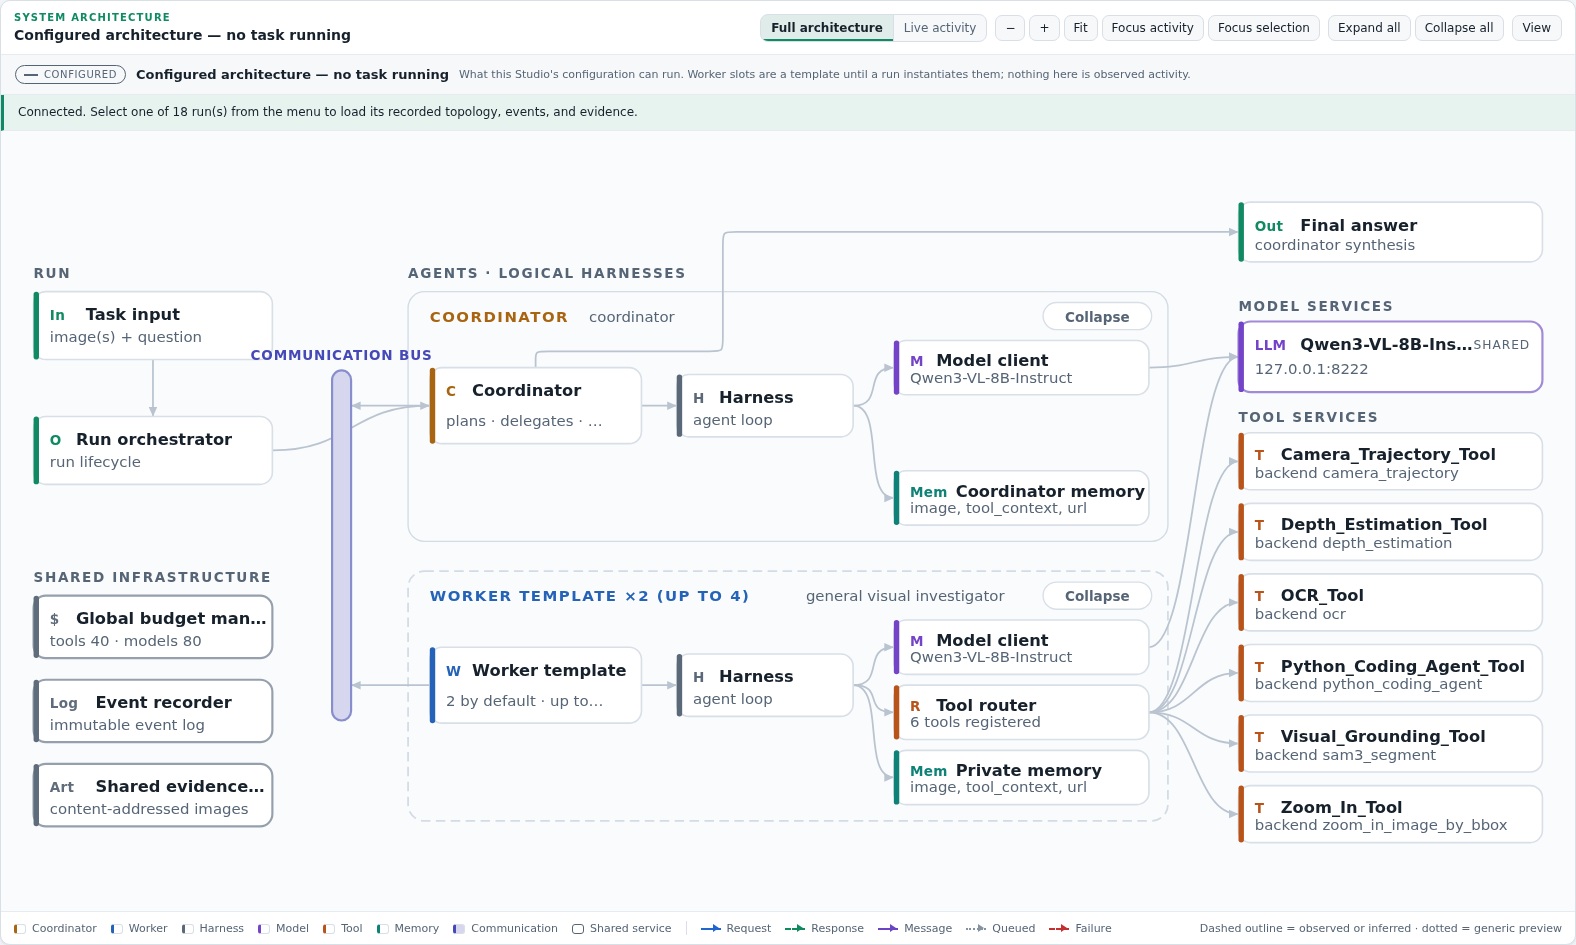 SYSTEM ARCHITECTURE
Configured architecture — no task running
Full architecture Live activity − + Fit Focus activity Focus selection Expand all Collapse all View
CONFIGURED Configured architecture — no task running What this Studio's configuration can run. Worker slots are a template until a run instantiates them; nothing here is observed activity.
Connected. Select one of 18 run(s) from the menu to load its recorded topology, events, and evidence.
RUN
In Task input
image(s) + question
O Run orchestrator
run lifecycle
SHARED INFRASTRUCTURE
$ Global budget man…
tools 40 · models 80
Log Event recorder
immutable event log
Art Shared evidence…
content-addressed images
COMMUNICATION BUS
AGENTS · LOGICAL HARNESSES
COORDINATOR coordinator Collapse
C Coordinator
plans · delegates · …
H Harness
agent loop
M Model client
Qwen3-VL-8B-Instruct
Mem Coordinator memory
image, tool_context, url
WORKER TEMPLATE ×2 (UP TO 4) general visual investigator Collapse
W Worker template
2 by default · up to…
H Harness
agent loop
M Model client
Qwen3-VL-8B-Instruct
R Tool router
6 tools registered
Mem Private memory
image, tool_context, url
Out Final answer
coordinator synthesis
MODEL SERVICES
LLM Qwen3-VL-8B-Ins… SHARED
127.0.0.1:8222
TOOL SERVICES
T Camera_Trajectory_Tool
backend camera_trajectory
T Depth_Estimation_Tool
backend depth_estimation
T OCR_Tool
backend ocr
T Python_Coding_Agent_Tool
backend python_coding_agent
T Visual_Grounding_Tool
backend sam3_segment
T Zoom_In_Tool
backend zoom_in_image_by_bbox
Coordinator Worker Harness Model Tool Memory Communication Shared service Request Response Message Queued Failure Dashed outline = observed or inferred · dotted = generic preview